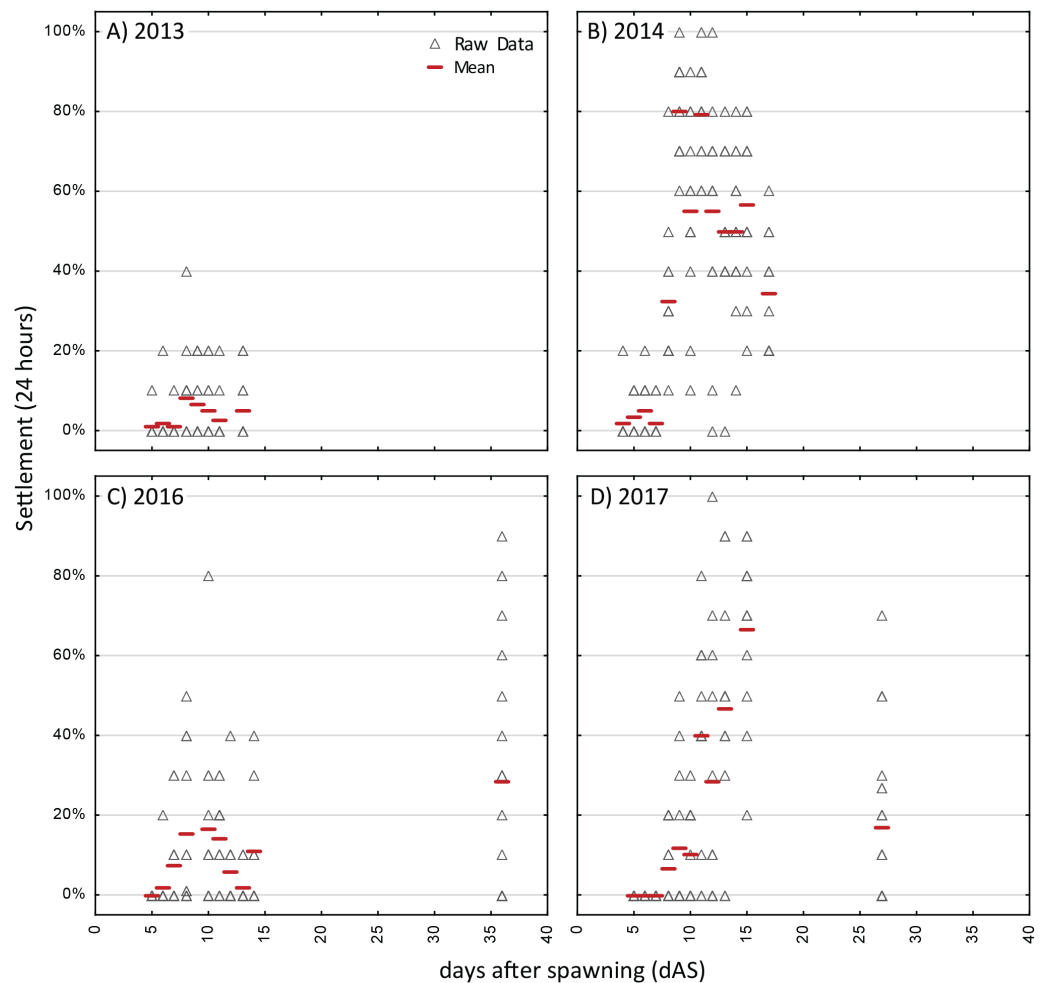 A) 2013
Raw Data
Mean
B) 2014
100%
80%
60%
40%
20%
0%
Settlement (24 hours)
C) 2016
D) 2017
100%
80%
60%
40%
20%
0%
0 5 10 15 20 25 30 35 40
0 5 10 15 20 25 30 35 40
days after spawning (dAS)